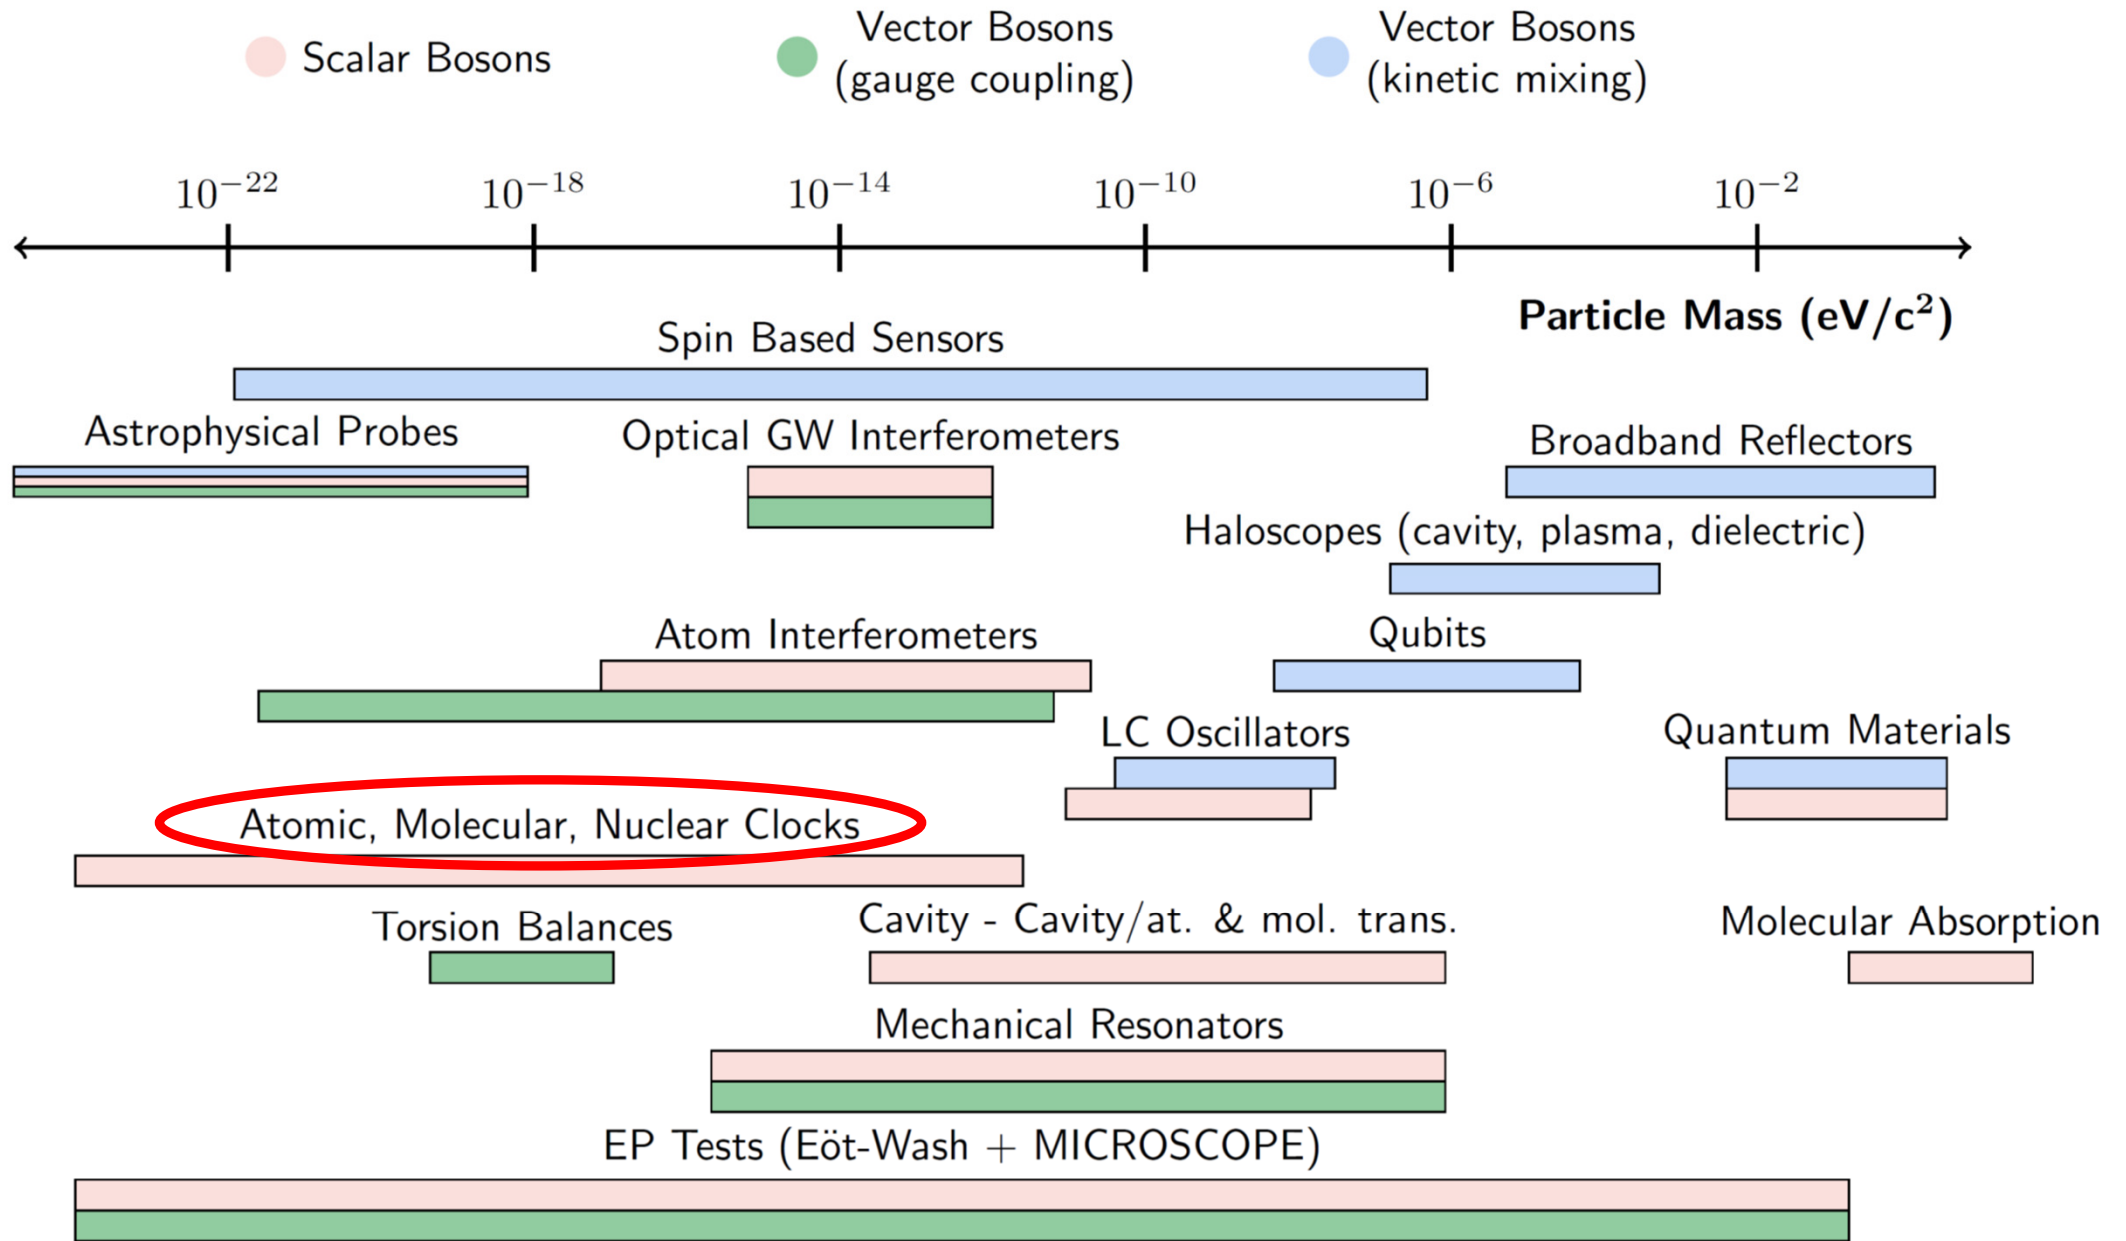 Scalar Bosons
Vector Bosons
(gauge coupling)
Vector Bosons
(kinetic mixing)
10⁻²² 10⁻¹⁸ 10⁻¹⁴ 10⁻¹⁰ 10⁻⁶ 10⁻²
Particle Mass (eV/c²)
Spin Based Sensors
Astrophysical Probes
Optical GW Interferometers
Broadband Reflectors
Haloscopes (cavity, plasma, dielectric)
Atom Interferometers
Qubits
LC Oscillators
Quantum Materials
Atomic, Molecular, Nuclear Clocks
Torsion Balances
Cavity - Cavity/at. & mol. trans.
Molecular Absorption
Mechanical Resonators
EP Tests (Eöt-Wash + MICROSCOPE)